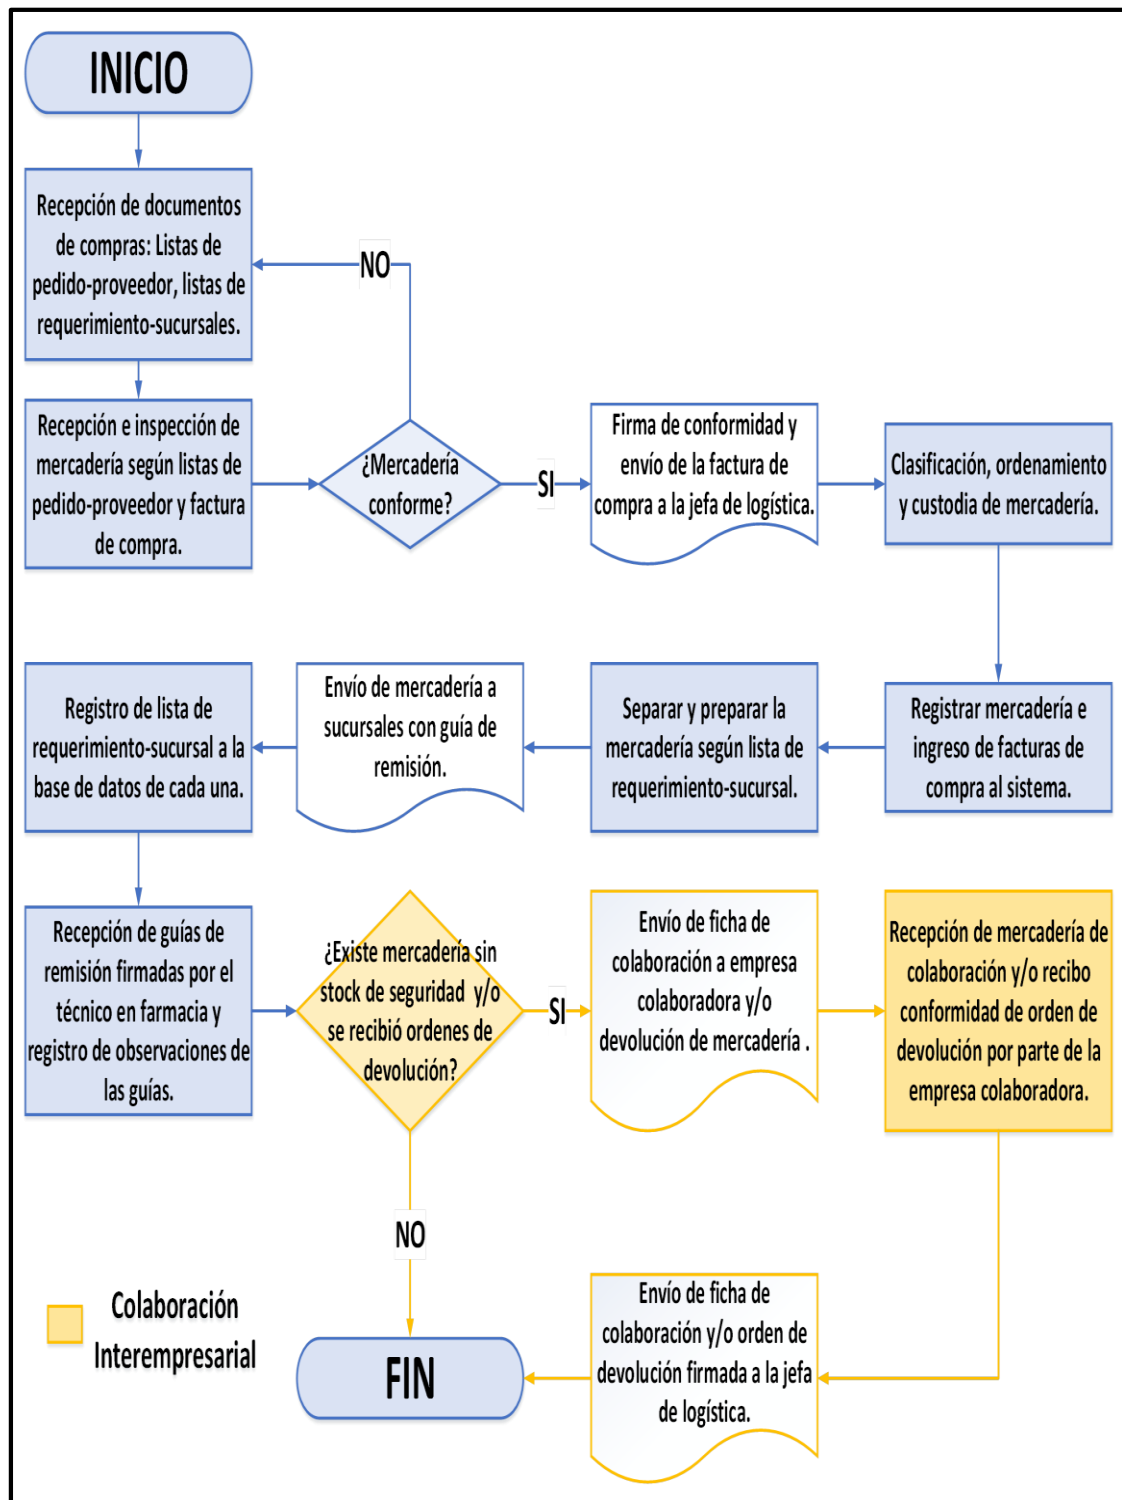 INICIO
Recepción de documentos
de compras: Listas de
pedido-proveedor, listas de
requerimiento-sucursales.
NO
Recepción e inspección de
mercadería según listas de
pedido-proveedor y factura
de compra.
¿Mercadería
conforme?
SI
Firma de conformidad y
envío de la factura de
compra a la jefa de logística.
Clasificación, ordenamiento
y custodia de mercadería.
Registrar mercadería e
ingreso de facturas de
compra al sistema.
Separar y preparar la
mercadería según lista de
requerimiento-sucursal.
Envío de mercadería a
sucursales con guía de
remisión.
Registro de lista de
requerimiento-sucursal a la
base de datos de cada una.
Recepción de guías de
remisión firmadas por el
técnico en farmacia y
registro de observaciones de
las guías.
¿Existe mercadería sin
stock de seguridad y/o
se recibió ordenes de
devolución?
SI
Envío de ficha de
colaboración a empresa
colaboradora y/o
devolución de mercadería .
Recepción de mercadería de
colaboración y/o recibo
conformidad de orden de
devolución por parte de la
empresa colaboradora.
NO
Envío de ficha de
colaboración y/o orden de
devolución firmada a la jefa
de logística.
FIN
Colaboración
Interempresarial